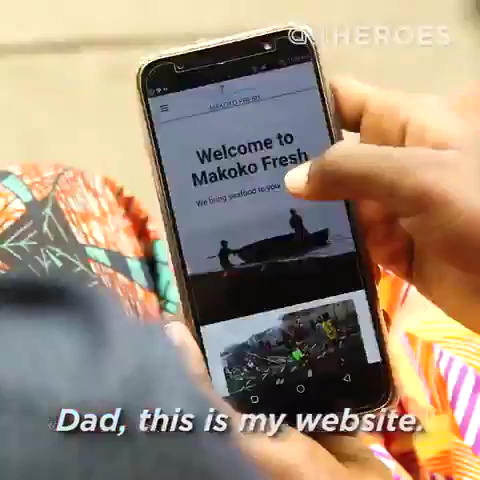 HEROES
MAKOKO FRESH
Welcome to
Makoko Fresh
We bring seafood to you
Dad, this is my website.